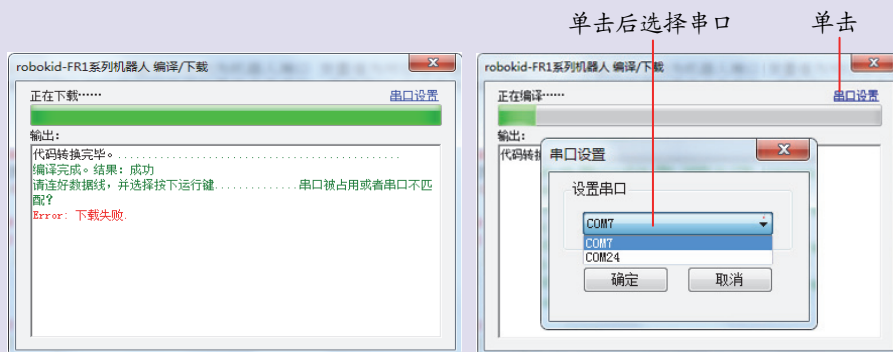 单击后选择串口
单击
robokid-FR1系列机器人 编译/下载
正在下载……
串口设置
输出:
代码转换完毕。......................................................
编译完成。结果: 成功
请连好数据线, 并选择按下运行键..............串口被占用或者串口不匹
配?
Error: 下载失败.
robokid-FR1系列机器人 编译/下载
正在编译……
串口设置
输出:
代码转换
串口设置
设置串口
COM7
COM7
COM24
确定
取消